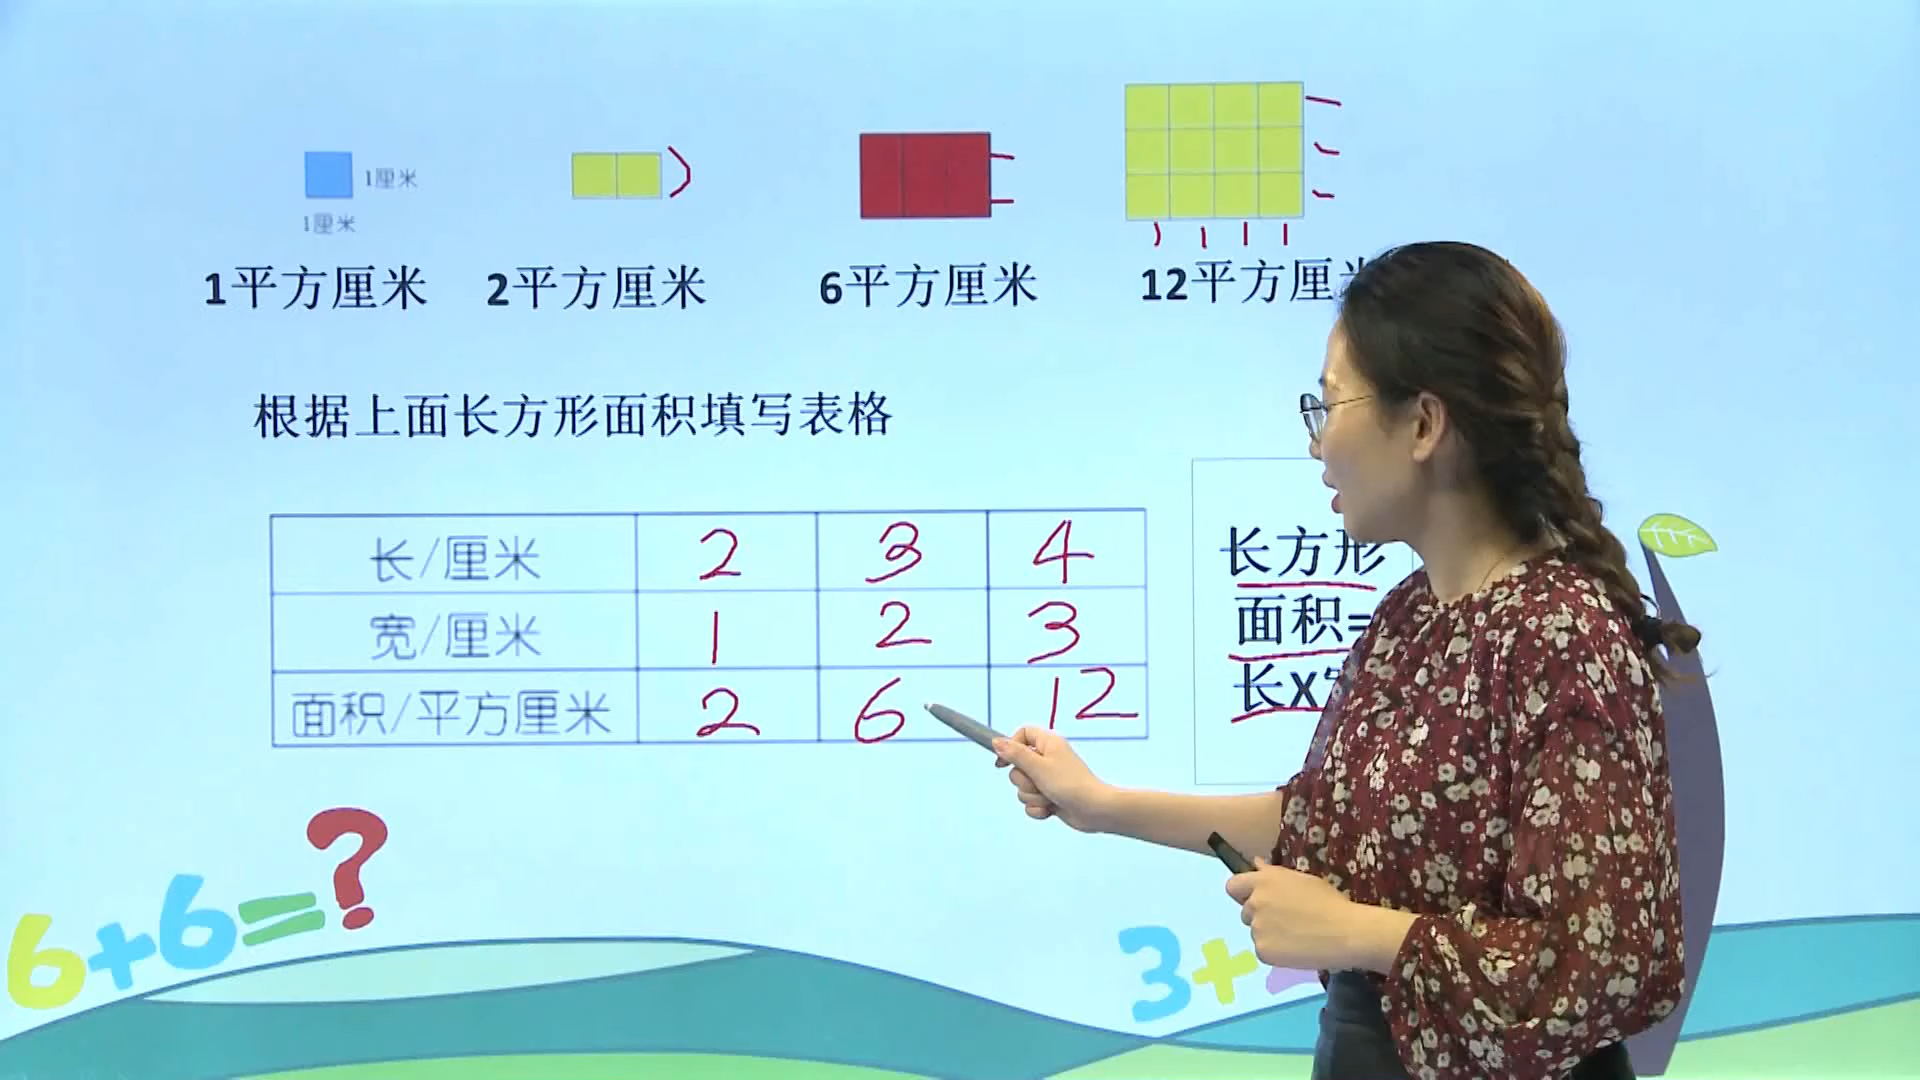 1厘米
1厘米
1平方厘米 2平方厘米 6平方厘米 12平方厘
根据上面长方形面积填写表格
长/厘米 2 3 4
宽/厘米 1 2 3
面积/平方厘米 2 6 12
长方形
面积=
长X
6+6=?
3+